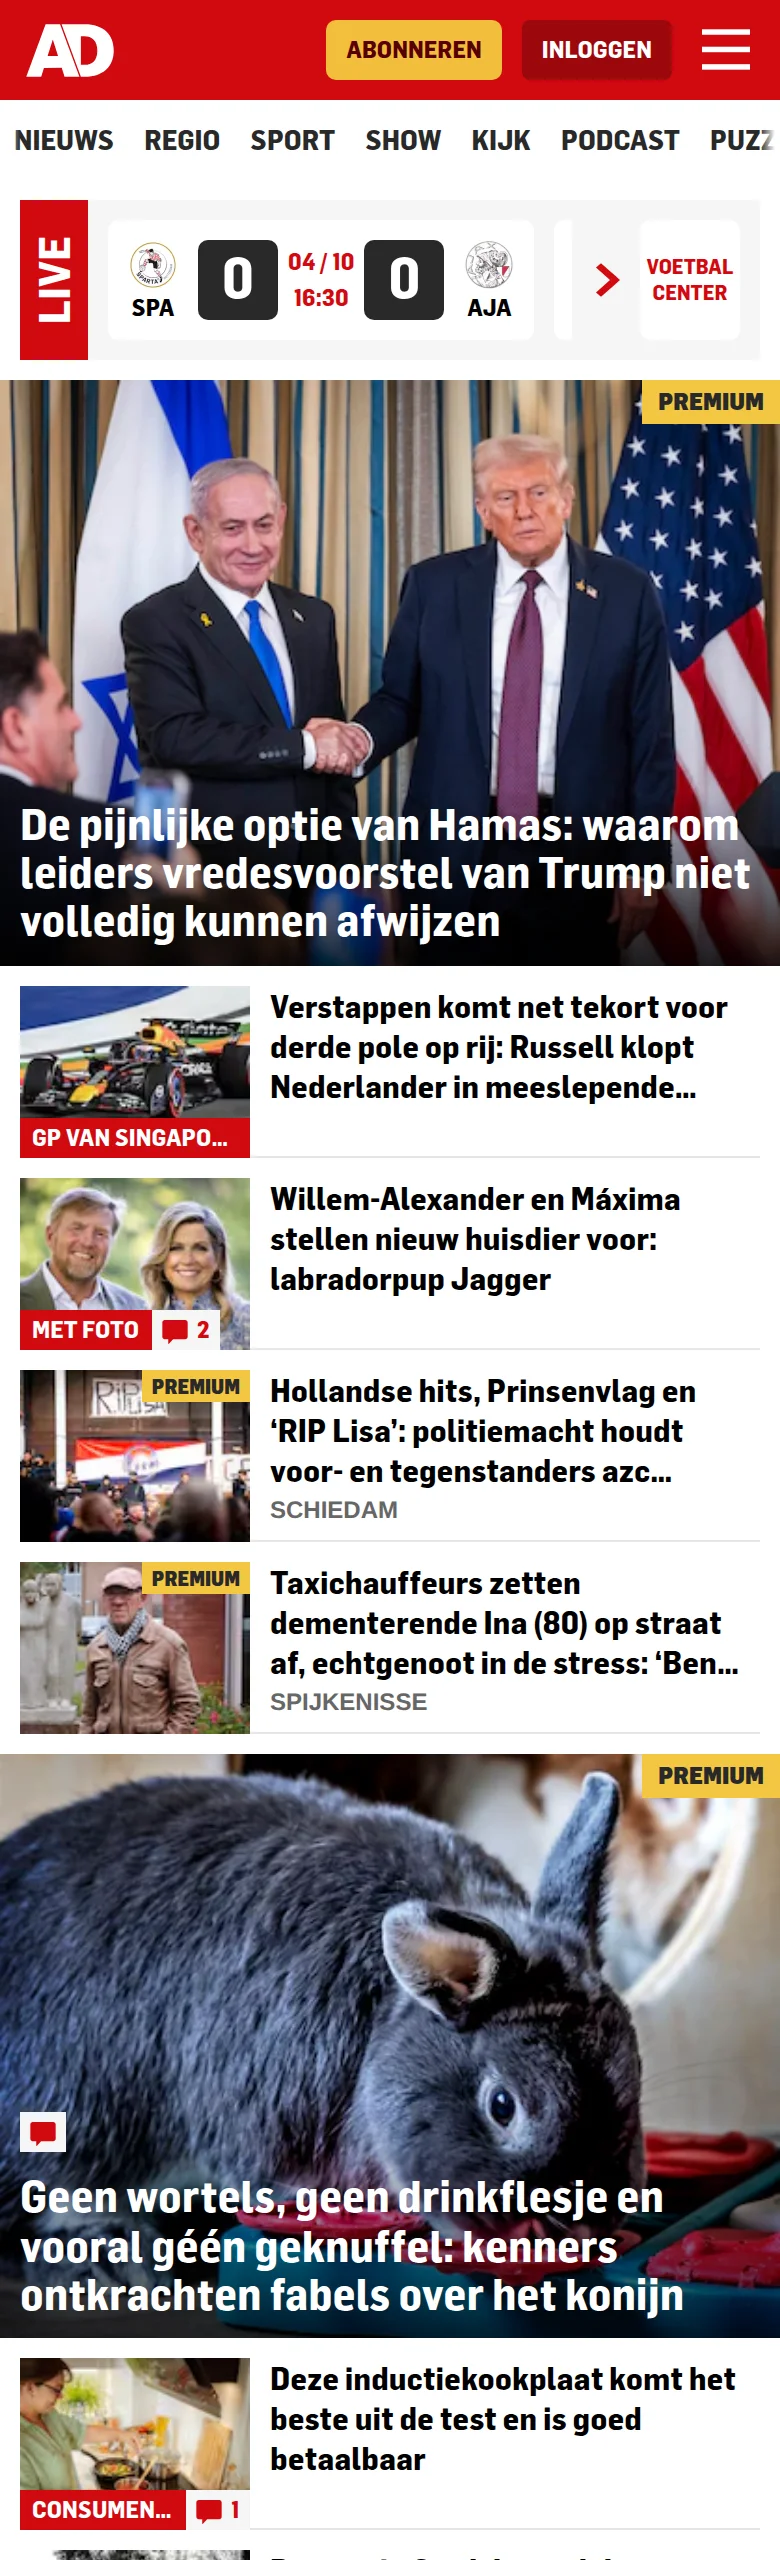 AD
ABONNEREN
INLOGGEN
NIEUWS REGIO SPORT SHOW KIJK PODCAST PUZZ
LIVE
SPARTA
SPA
0
04 / 10
16:30
0
AJA
VOETBAL
CENTER
PREMIUM
De pijnlijke optie van Hamas: waarom
leiders vredesvoorstel van Trump niet
volledig kunnen afwijzen
ORACLE
GP VAN SINGAPO...
Verstappen komt net tekort voor
derde pole op rij: Russell klopt
Nederlander in meeslepende...
MET FOTO
2
Willem-Alexander en Máxima
stellen nieuw huisdier voor:
labradorpup Jagger
RIP LISA
PREMIUM
Hollandse hits, Prinsenvlag en
‘RIP Lisa’: politiemacht houdt
voor- en tegenstanders azc...
SCHIEDAM
PREMIUM
Taxichauffeurs zetten
dementerende Ina (80) op straat
af, echtgenoot in de stress: ‘Ben...
SPIJKENISSE
PREMIUM
Geen wortels, geen drinkflesje en
vooral géén geknuffel: kenners
ontkrachten fabels over het konijn
CONSUMEN...
1
Deze inductiekookplaat komt het
beste uit de test en is goed
betaalbaar